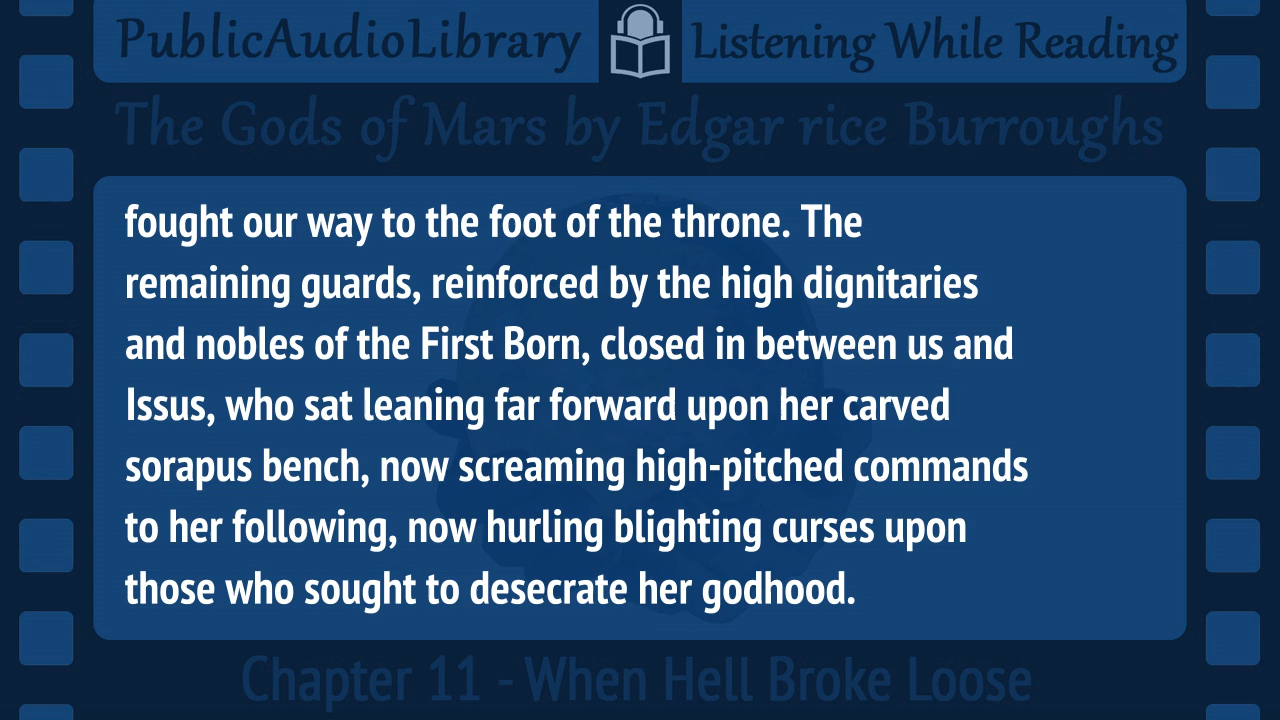 PublicAudioLibrary Listening While Reading
The Gods of Mars by Edgar rice Burroughs
fought our way to the foot of the throne. The
remaining guards, reinforced by the high dignitaries
and nobles of the First Born, closed in between us and
Issus, who sat leaning far forward upon her carved
sorapus bench, now screaming high-pitched commands
to her following, now hurling blighting curses upon
those who sought to desecrate her godhood.
Chapter 11 - When Hell Broke Loose